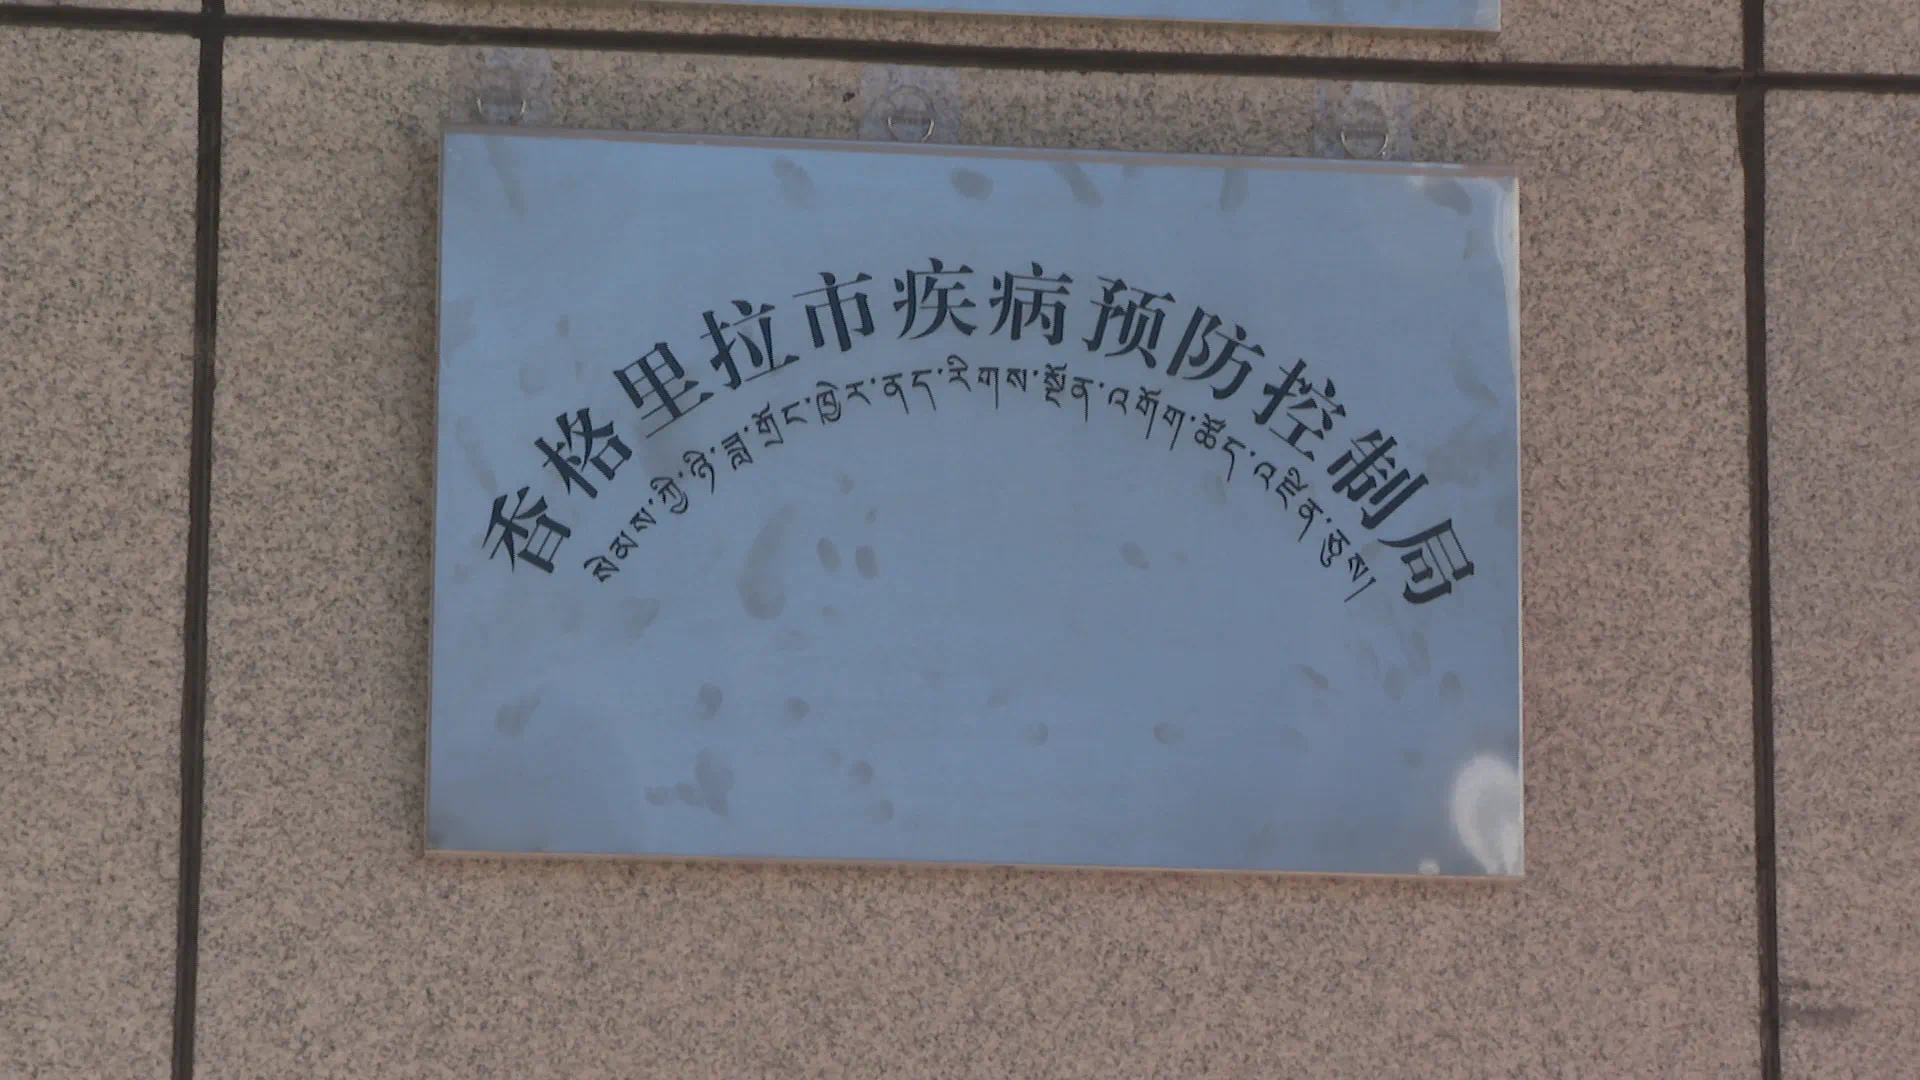 香格里拉市疾病预防控制局
སེམས་ཀྱི་ཉི་ཟླ་གྲོང་ཁྱེར་ནད་རིགས་སྔོན་འགོག་ཚོད་འཛིན་ཅུས།